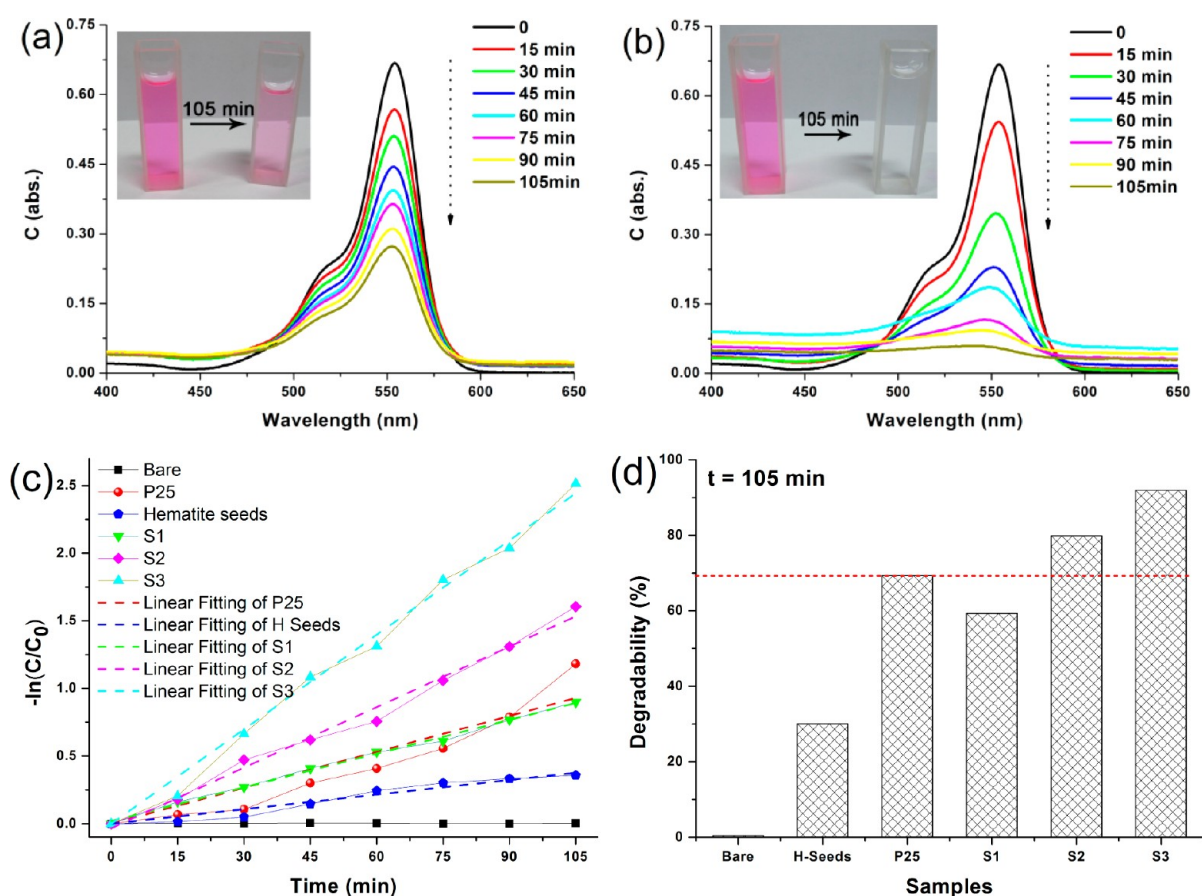 (a)
0.75
0.60
0.45
0.30
0.15
0.00
C (abs.)
105 min
0
15 min
30 min
45 min
60 min
75 min
90 min
105min
400 450 500 550 600 650
Wavelength (nm)
(b)
0.75
0.60
0.45
0.30
0.15
0.00
C (abs.)
105 min
0
15 min
30 min
45 min
60 min
75 min
90 min
105min
400 450 500 550 600 650
Wavelength (nm)
(c)
2.5
2.0
1.5
1.0
0.5
0.0
-ln(C/C0)
Bare
P25
Hematite seeds
S1
S2
S3
Linear Fitting of P25
Linear Fitting of H Seeds
Linear Fitting of S1
Linear Fitting of S2
Linear Fitting of S3
0 15 30 45 60 75 90 105
Time (min)
(d)
t = 105 min
100
80
60
40
20
0
Degradability (%)
Bare H-Seeds P25 S1 S2 S3
Samples